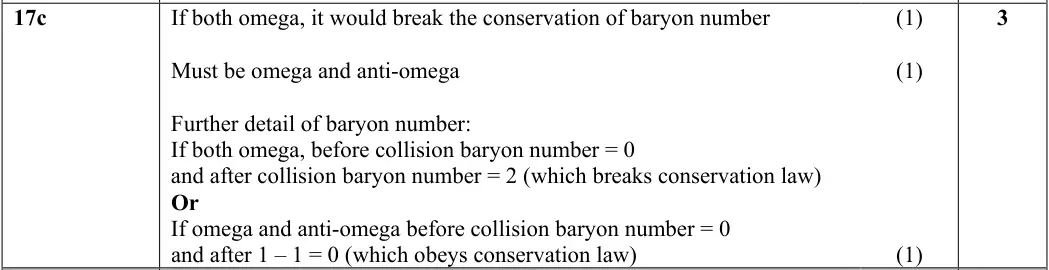 17c If both omega, it would break the conservation of baryon number (1) 3
Must be omega and anti-omega (1)
Further detail of baryon number:
If both omega, before collision baryon number = 0
and after collision baryon number = 2 (which breaks conservation law)
Or
If omega and anti-omega before collision baryon number = 0
and after 1 – 1 = 0 (which obeys conservation law) (1)